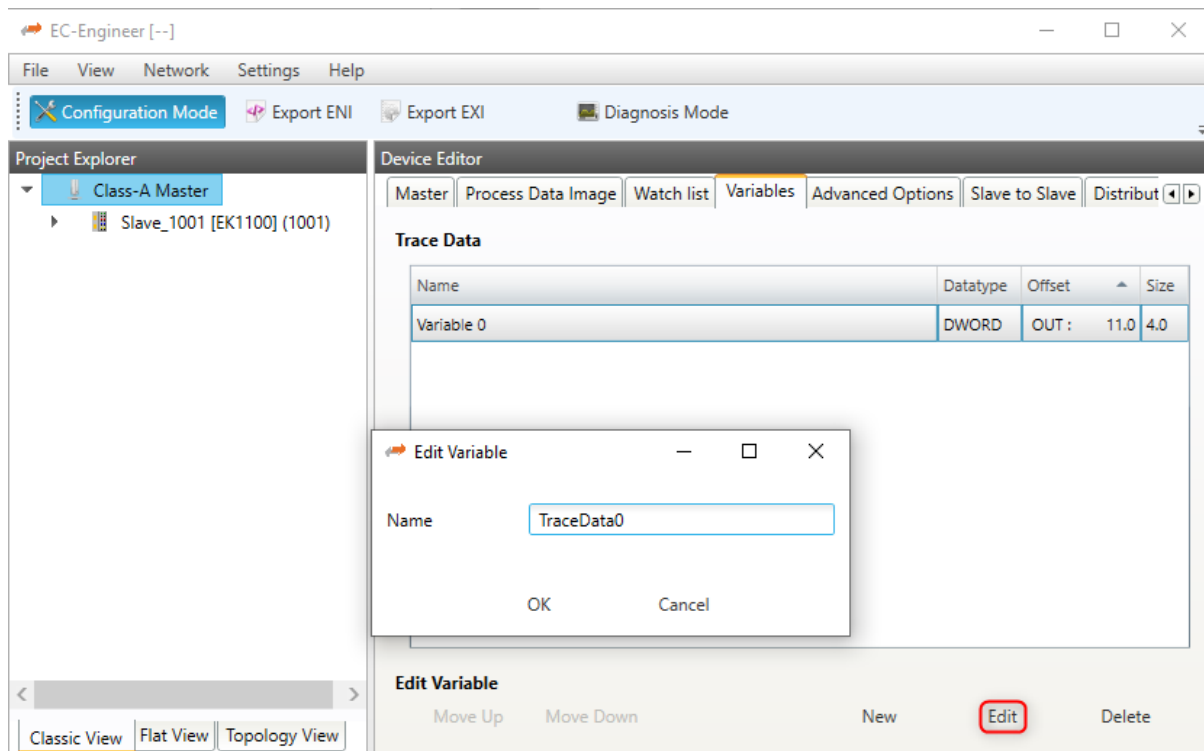 EC-Engineer [--]
File View Network Settings Help
Configuration Mode Export ENI Export EXI Diagnosis Mode
Project Explorer
Class-A Master
Slave_1001 [EK1100] (1001)
Classic View Flat View Topology View
Device Editor
Master Process Data Image Watch list Variables Advanced Options Slave to Slave Distribut
Trace Data
Name Datatype Offset Size
Variable 0 DWORD OUT : 11.0 4.0
Edit Variable
Name TraceData0
OK Cancel
Edit Variable
Move Up Move Down New Edit Delete